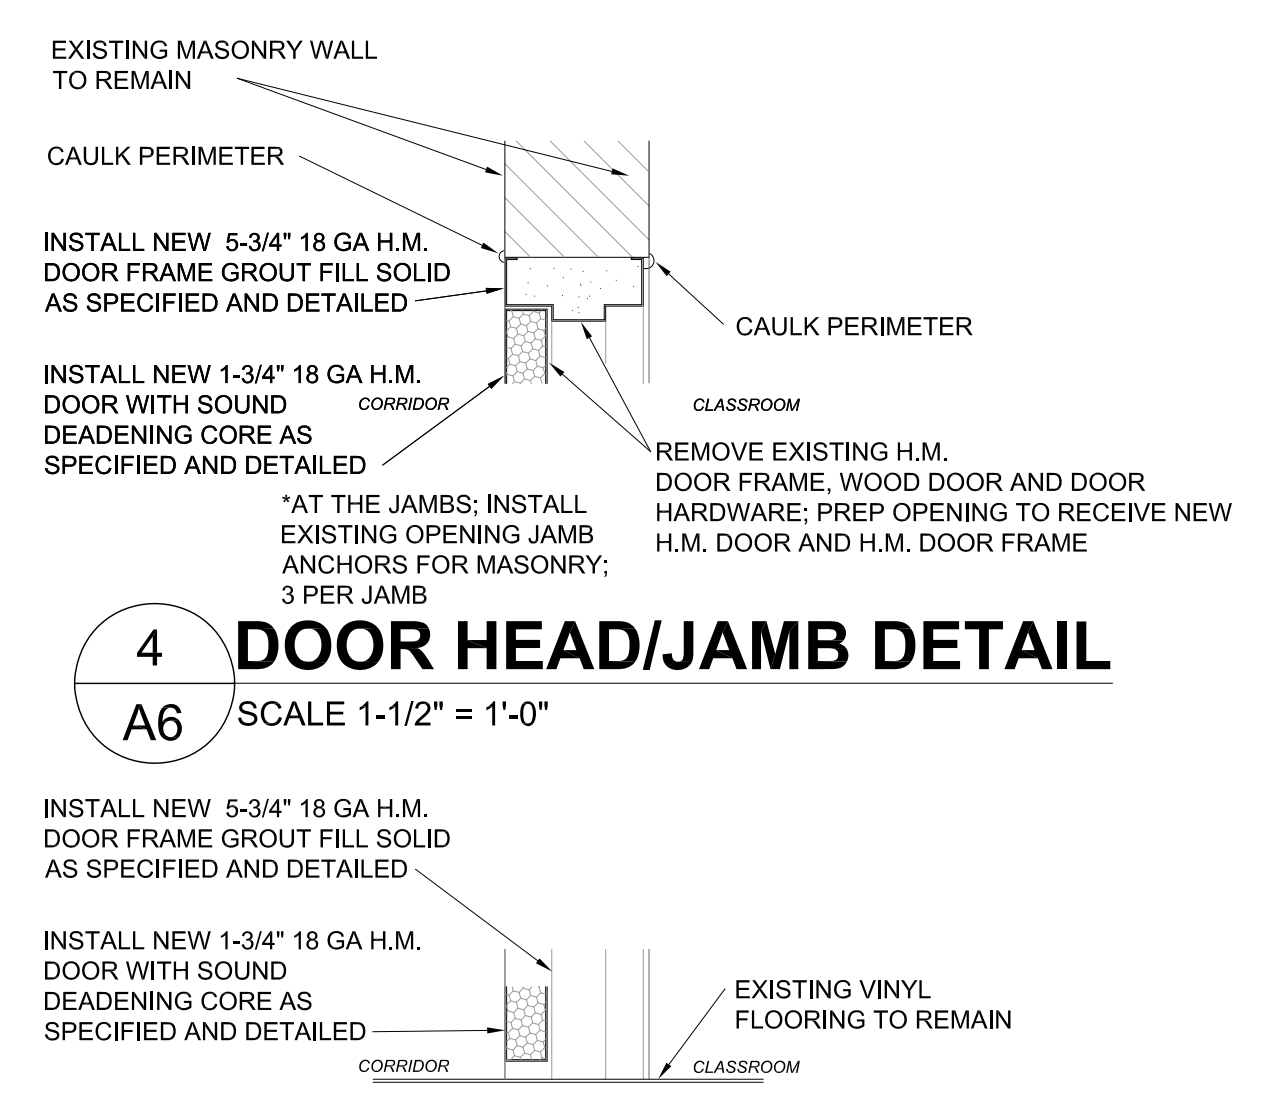 EXISTING MASONRY WALL
TO REMAIN
CAULK PERIMETER
INSTALL NEW 5-3/4" 18 GA H.M.
DOOR FRAME GROUT FILL SOLID
AS SPECIFIED AND DETAILED
CAULK PERIMETER
INSTALL NEW 1-3/4" 18 GA H.M.
DOOR WITH SOUND
DEADENING CORE AS
SPECIFIED AND DETAILED
CORRIDOR
CLASSROOM
REMOVE EXISTING H.M.
DOOR FRAME, WOOD DOOR AND DOOR
HARDWARE; PREP OPENING TO RECEIVE NEW
H.M. DOOR AND H.M. DOOR FRAME
*AT THE JAMBS; INSTALL
EXISTING OPENING JAMB
ANCHORS FOR MASONRY;
3 PER JAMB
4
DOOR HEAD/JAMB DETAIL
A6
SCALE 1-1/2" = 1'-0"
INSTALL NEW 5-3/4" 18 GA H.M.
DOOR FRAME GROUT FILL SOLID
AS SPECIFIED AND DETAILED
INSTALL NEW 1-3/4" 18 GA H.M.
DOOR WITH SOUND
DEADENING CORE AS
SPECIFIED AND DETAILED
EXISTING VINYL
FLOORING TO REMAIN
CORRIDOR
CLASSROOM